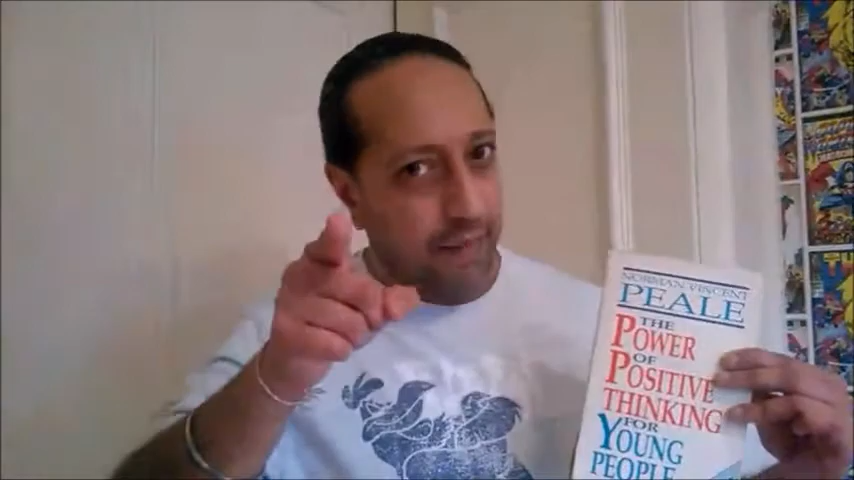 NORMAN VINCENT
PEALE
THE
POWER
OF
POSITIVE
THINKING
FOR
YOUNG
PEOPLE